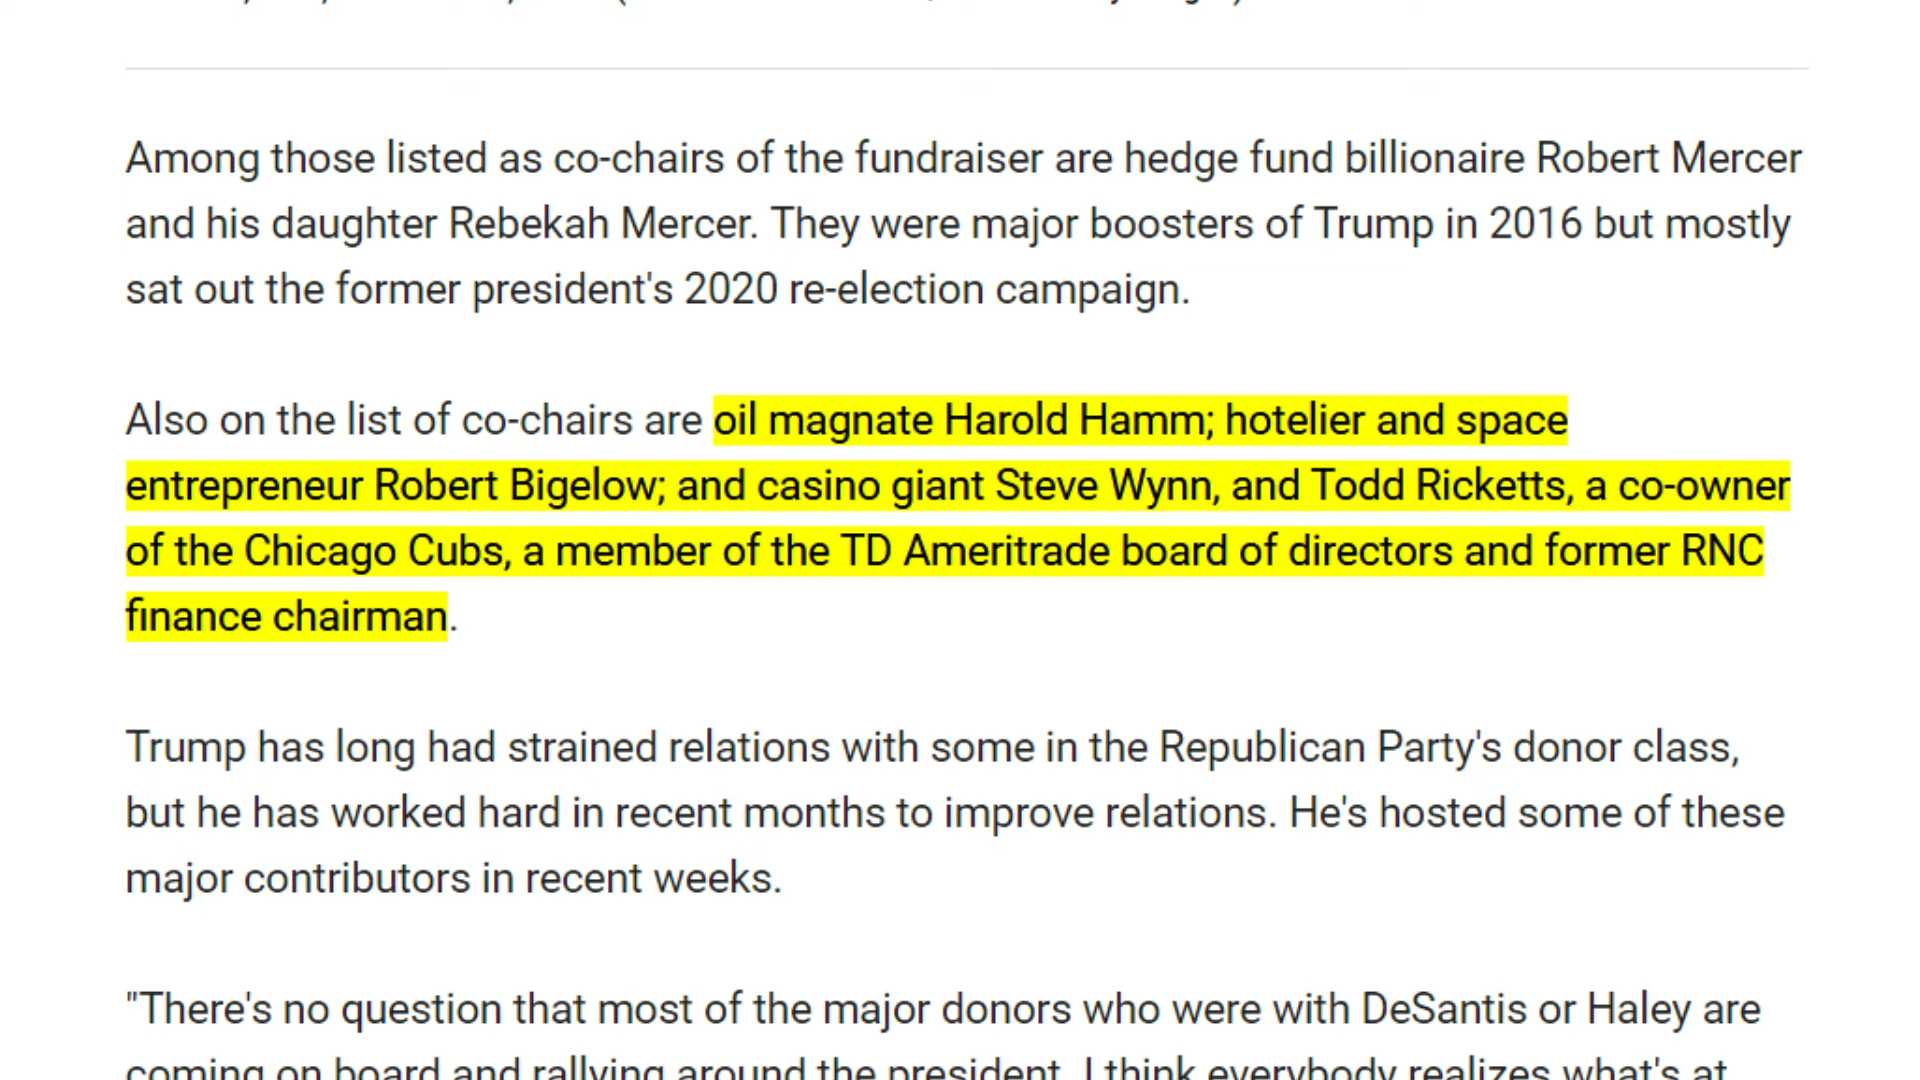 Among those listed as co-chairs of the fundraiser are hedge fund billionaire Robert Mercer
and his daughter Rebekah Mercer. They were major boosters of Trump in 2016 but mostly
sat out the former president's 2020 re-election campaign.
Also on the list of co-chairs are oil magnate Harold Hamm; hotelier and space
entrepreneur Robert Bigelow; and casino giant Steve Wynn, and Todd Ricketts, a co-owner
of the Chicago Cubs, a member of the TD Ameritrade board of directors and former RNC
finance chairman.
Trump has long had strained relations with some in the Republican Party's donor class,
but he has worked hard in recent months to improve relations. He's hosted some of these
major contributors in recent weeks.
"There's no question that most of the major donors who were with DeSantis or Haley are
coming on board and rallying around the president. I think everybody realizes what's at